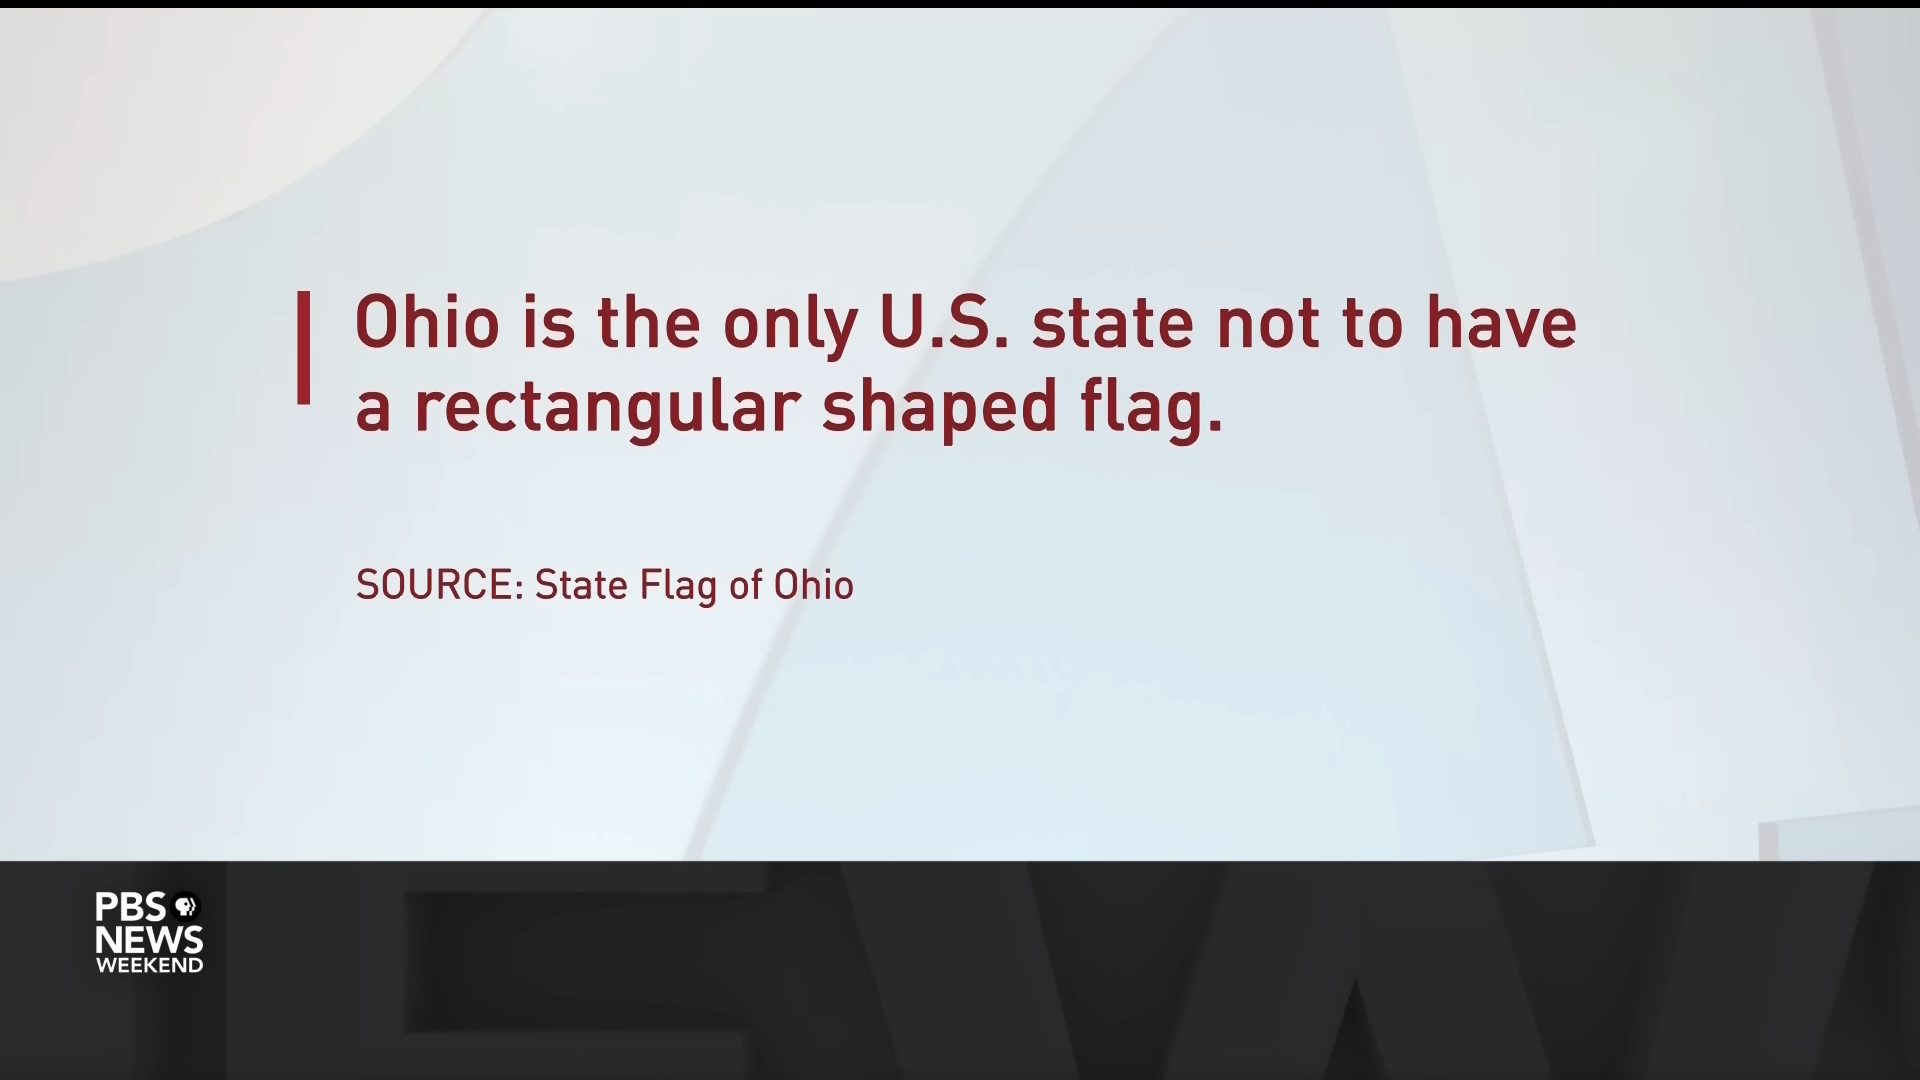 Ohio is the only U.S. state not to have
a rectangular shaped flag.
SOURCE: State Flag of Ohio
PBS
NEWS
WEEKEND